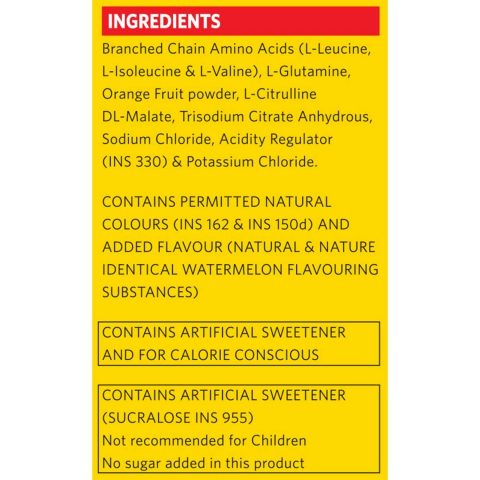 INGREDIENTS
Branched Chain Amino Acids (L-Leucine,
L-Isoleucine & L-Valine), L-Glutamine,
Orange Fruit powder, L-Citrulline
DL-Malate, Trisodium Citrate Anhydrous,
Sodium Chloride, Acidity Regulator
(INS 330) & Potassium Chloride.
CONTAINS PERMITTED NATURAL
COLOURS (INS 162 & INS 150d) AND
ADDED FLAVOUR (NATURAL & NATURE
IDENTICAL WATERMELON FLAVOURING
SUBSTANCES)
CONTAINS ARTIFICIAL SWEETENER
AND FOR CALORIE CONSCIOUS
CONTAINS ARTIFICIAL SWEETENER
(SUCRALOSE INS 955)
Not recommended for Children
No sugar added in this product